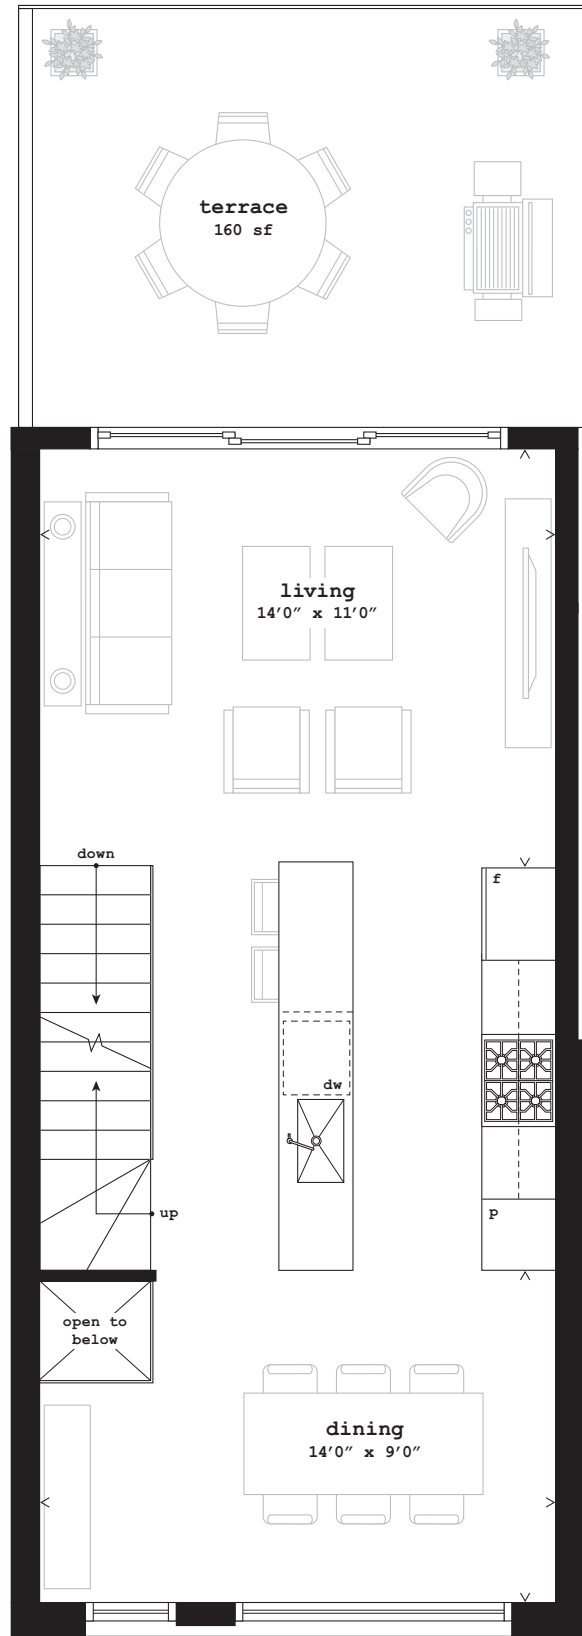 terrace
160 sf
living
14′0″ x 11′0″
down
f
dw
up
p
open to
below
dining
14′0″ x 9′0″